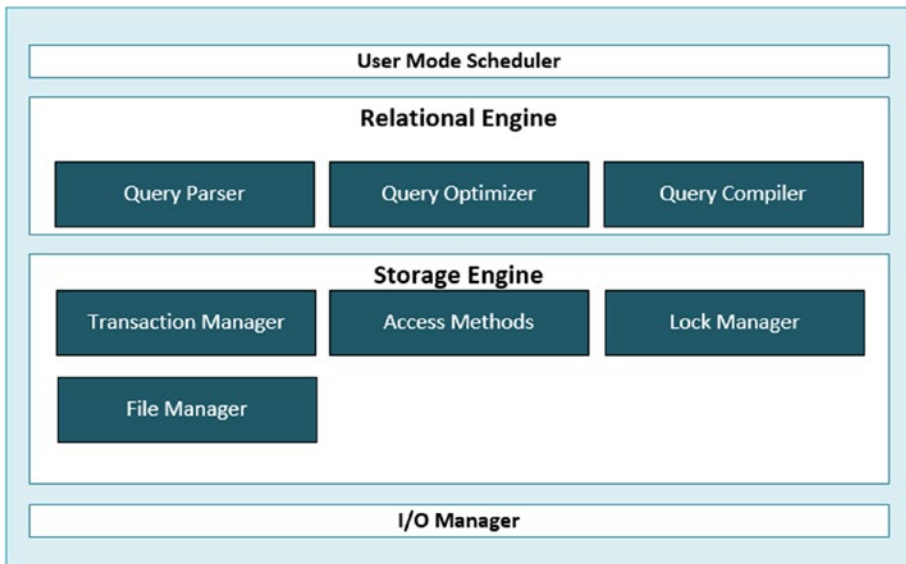 User Mode Scheduler
Relational Engine
Query Parser
Query Optimizer
Query Compiler
Storage Engine
Transaction Manager
Access Methods
Lock Manager
File Manager
I/O Manager